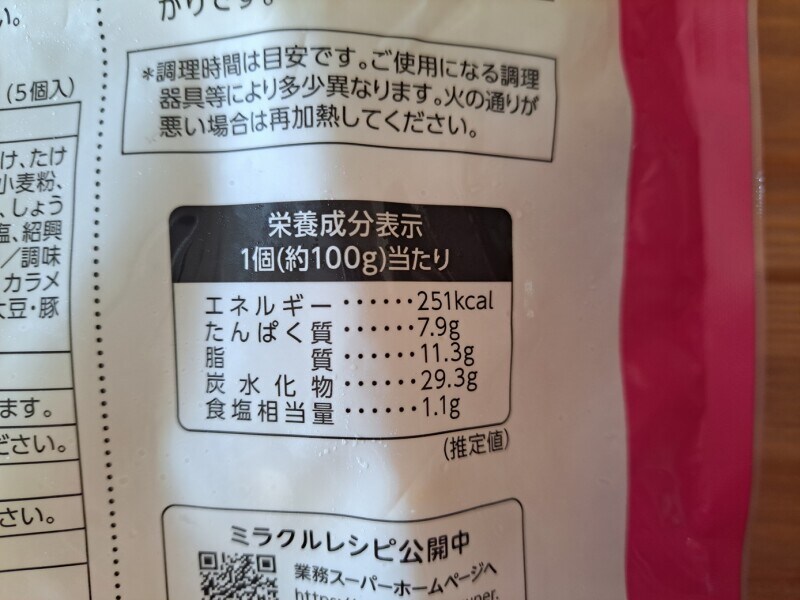 い。
がりです。
(5個入)
*調理時間は目安です。ご使用になる調理
器具等により多少異なります。火の通りが
悪い場合は再加熱してください。
け、たけ
小麦粉、
、しょう
塩、紹興
/調味
カラメ
大豆・豚
ます。
ださい。
さい。
栄養成分表示
1個(約100g)当たり
エネルギー・・・・・・251kcal
たんぱく質・・・・・・7.9g
脂質・・・・・・11.3g
炭水化物・・・・・・29.3g
食塩相当量・・・・・・1.1g
(推定値)
ミラクルレシピ公開中
業務スーパーホームページへ